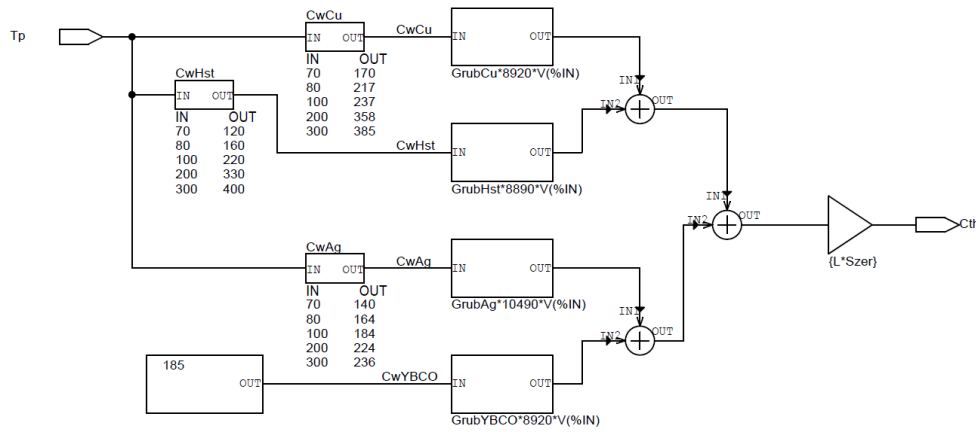 Tp
CwCu
IN OUT
CwCu
IN OUT
GrubCu*8920*V(%IN)
IN OUT
70 170
80 217
100 237
200 358
300 385
CwHst
IN OUT
IN OUT
70 120
80 160
100 220
200 330
300 400
CwHst
IN OUT
GrubHst*8890*V(%IN)
IN1
IN2
OUT
IN1
IN2
OUT
{L*Szer}
Cth
CwAg
IN OUT
CwAg
IN OUT
GrubAg*10490*V(%IN)
IN OUT
70 140
80 164
100 184
200 224
300 236
IN1
IN2
OUT
185
OUT
CwYBCO
IN OUT
GrubYBCO*8920*V(%IN)